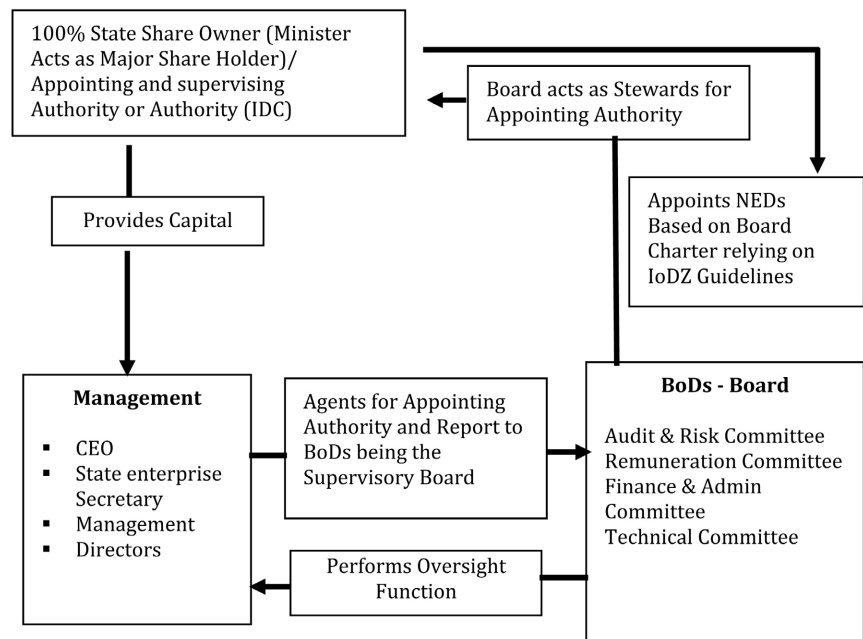 100% State Share Owner (Minister
Acts as Major Share Holder)/
Appointing and supervising
Authority or Authority (IDC)
Board acts as Stewards for
Appointing Authority
Provides Capital
Appoints NEDs
Based on Board
Charter relying on
IoDZ Guidelines
Management
▪ CEO
▪ State enterprise
Secretary
▪ Management
▪ Directors
Agents for Appointing
Authority and Report to
BoDs being the
Supervisory Board
BoDs - Board
Audit & Risk Committee
Remuneration Committee
Finance & Admin
Committee
Technical Committee
Performs Oversight
Function